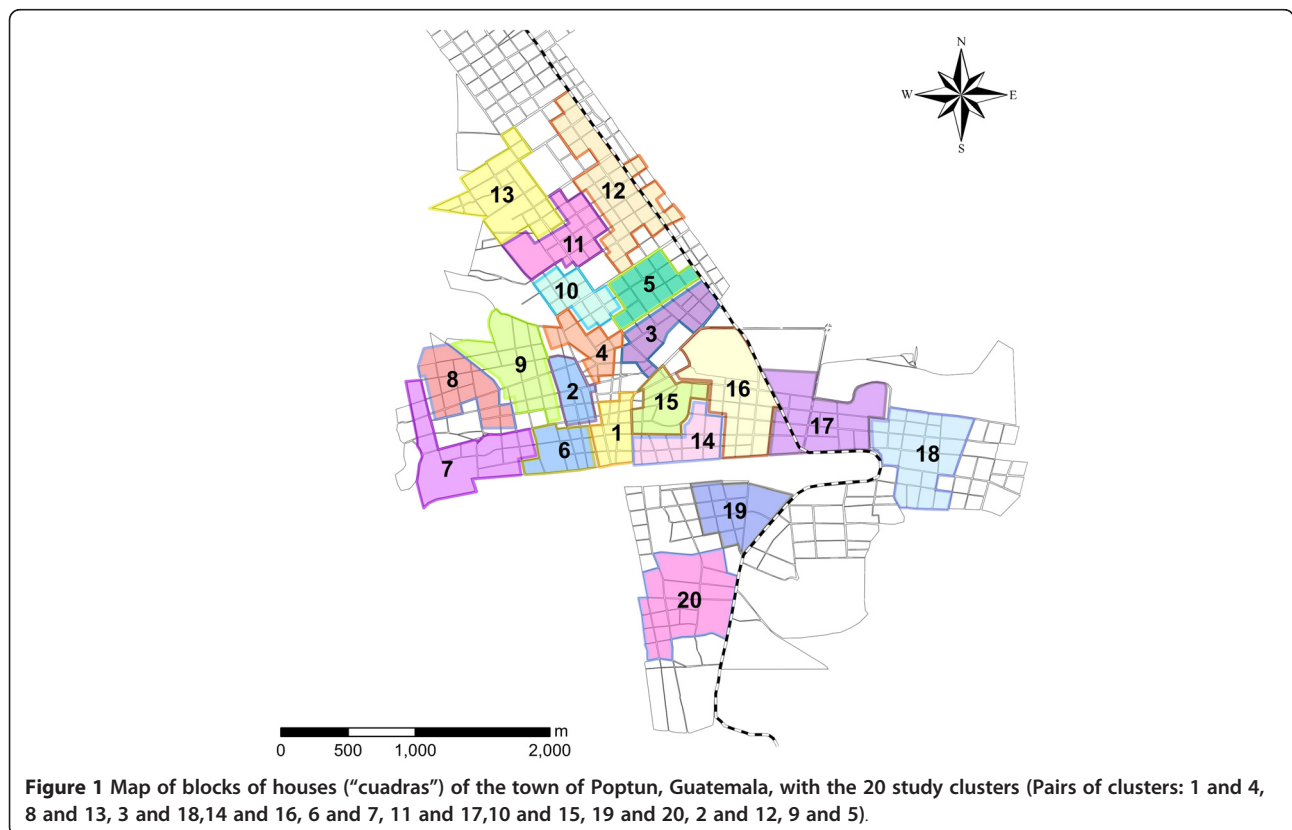 N
W E
S
13
12
11
10
5
3
4
9
8
2
16
15
1
14
17
18
6
7
19
20
m
0 500 1,000 2,000
Figure 1 Map of blocks of houses (“cuadras”) of the town of Poptun, Guatemala, with the 20 study clusters (Pairs of clusters: 1 and 4,
8 and 13, 3 and 18,14 and 16, 6 and 7, 11 and 17,10 and 15, 19 and 20, 2 and 12, 9 and 5).